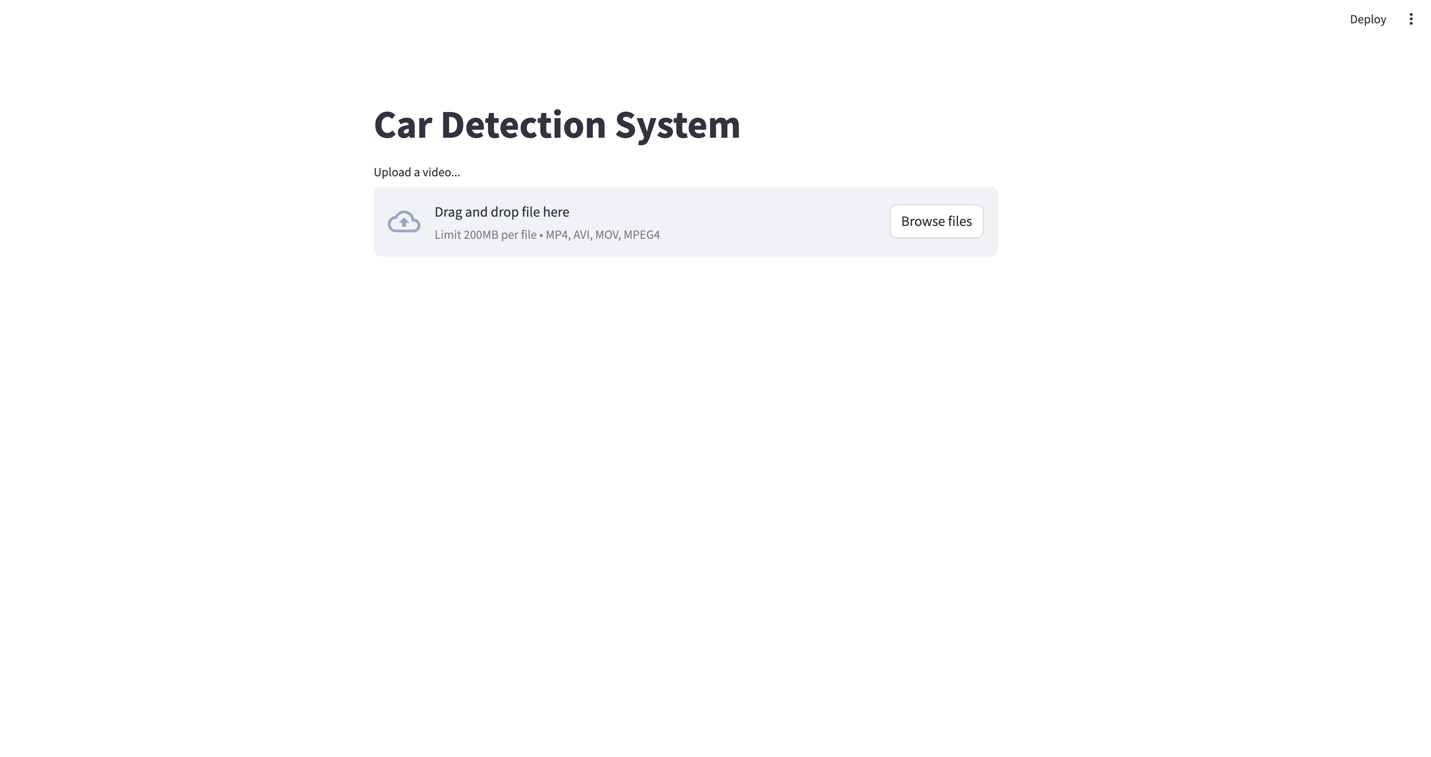 Deploy
Car Detection System
Upload a video...
Drag and drop file here
Limit 200MB per file • MP4, AVI, MOV, MPEG4
Browse files